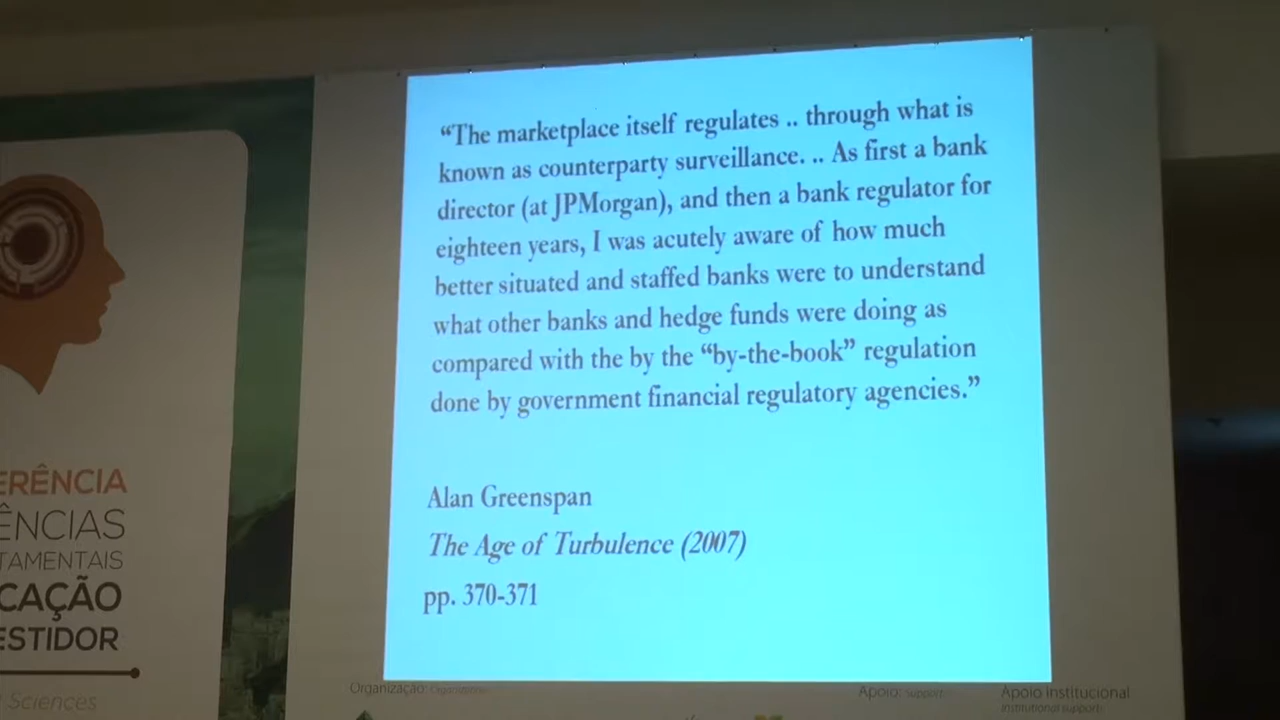 “The marketplace itself regulates .. through what is
known as counterparty surveillance. .. As first a bank
director (at JPMorgan), and then a bank regulator for
eighteen years, I was acutely aware of how much
better situated and staffed banks were to understand
what other banks and hedge funds were doing as
compared with the by the “by-the-book” regulation
done by government financial regulatory agencies.”
Alan Greenspan
The Age of Turbulence (2007)
pp. 370-371
ERÊNCIA
ÊNCIAS
TAMENTAIS
CAÇÃO
ESTIDOR
Sciences
Organização:
Apoio: support:
Apoio institucional
institutional support: